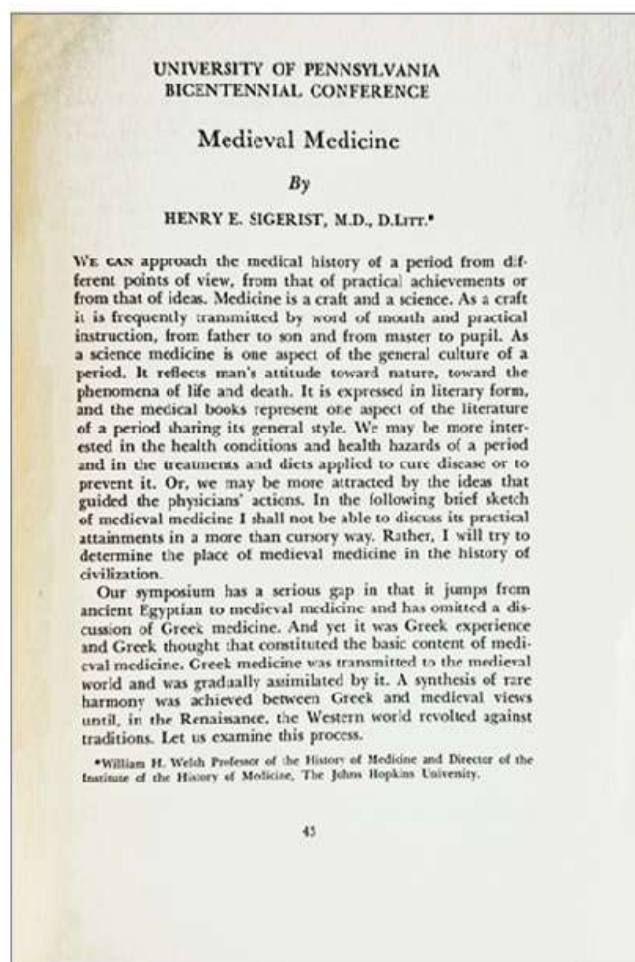 UNIVERSITY OF PENNSYLVANIA
BICENTENNIAL CONFERENCE
Medieval Medicine
By
HENRY E. SIGERIST, M.D., D.LITT.*
WE CAN approach the medical history of a period from dif-
ferent points of view, from that of practical achievements or
from that of ideas. Medicine is a craft and a science. As a craft
it is frequently transmitted by word of mouth and practical
instruction, from father to son and from master to pupil. As
a science medicine is one aspect of the general culture of a
period. It reflects man's attitude toward nature, toward the
phenomena of life and death. It is expressed in literary form,
and the medical books represent one aspect of the literature
of a period sharing its general style. We may be more inter-
ested in the health conditions and health hazards of a period
and in the treatments and diets applied to cure disease or to
prevent it. Or, we may be more attracted by the ideas that
guided the physicians' actions. In the following brief sketch
of medieval medicine I shall not be able to discuss its practical
attainments in a more than cursory way. Rather, I will try to
determine the place of medieval medicine in the history of
civilization.
Our symposium has a serious gap in that it jumps from
ancient Egyptian to medieval medicine and has omitted a dis-
cussion of Greek medicine. And yet it was Greek experience
and Greek thought that constituted the basic content of medi-
eval medicine. Greek medicine was transmitted to the medieval
world and was gradually assimilated by it. A synthesis of rare
harmony was achieved between Greek and medieval views
until, in the Renaissance, the Western world revolted against
traditions. Let us examine this process.
*William H. Welch Professor of the History of Medicine and Director of the
Institute of the History of Medicine, The Johns Hopkins University.